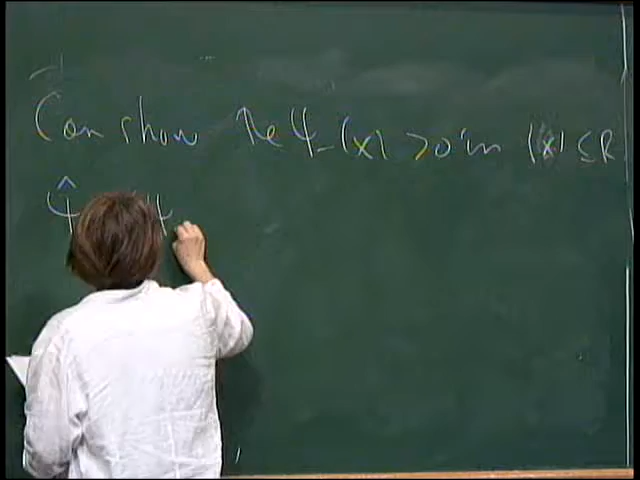 Can show Re ψ_(x) > 0 in |x| ≤ R
ψ̂ ψ